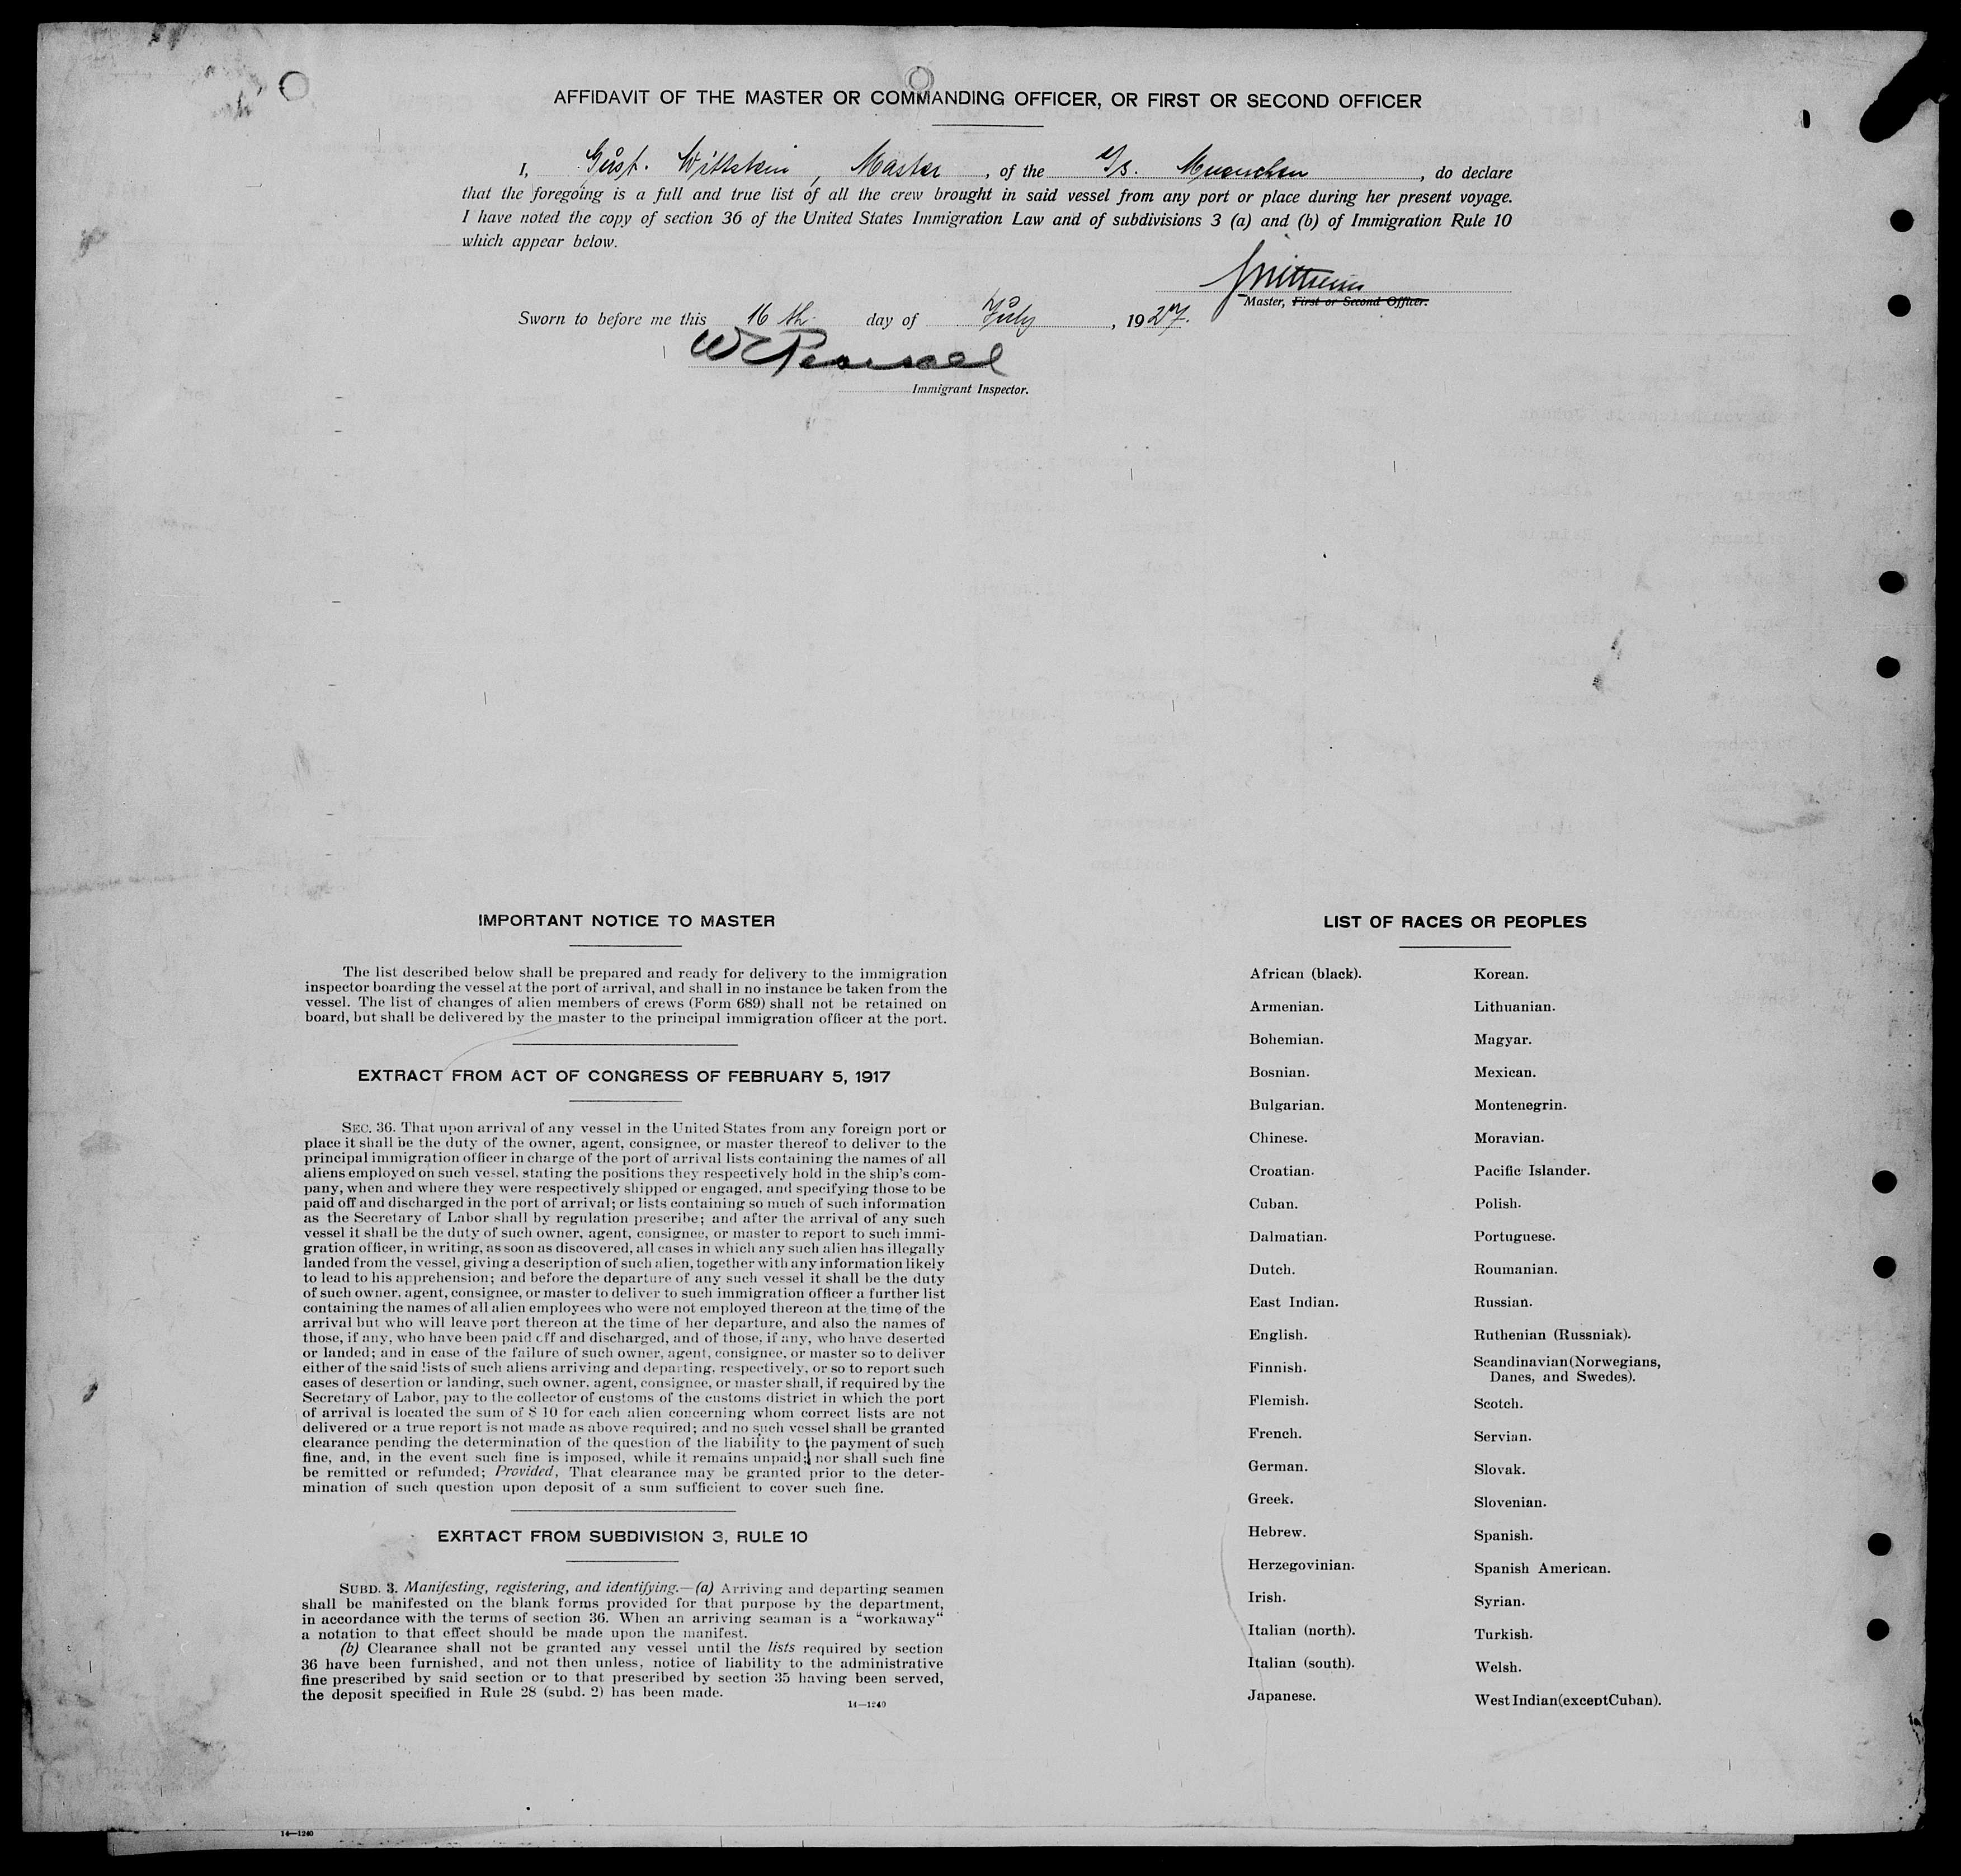 AFFIDAVIT OF THE MASTER OR COMMANDING OFFICER, OR FIRST OR SECOND OFFICER
I, Gust. Wittstein, Master, of the S/S. Muenchen, do declare
that the foregoing is a full and true list of all the crew brought in said vessel from any port or place during her present voyage.
I have noted the copy of section 36 of the United States Immigration Law and of subdivisions 3 (a) and (b) of Immigration Rule 10
which appear below.
Master, First or Second Officer.
Sworn to before me this 16 th day of July, 1927.
Immigrant Inspector.
IMPORTANT NOTICE TO MASTER
The list described below shall be prepared and ready for delivery to the immigration
inspector boarding the vessel at the port of arrival, and shall in no instance be taken from the
vessel. The list of changes of alien members of crews (Form 689) shall not be retained on
board, but shall be delivered by the master to the principal immigration officer at the port.
EXTRACT FROM ACT OF CONGRESS OF FEBRUARY 5, 1917
SEC. 36. That upon arrival of any vessel in the United States from any foreign port or
place it shall be the duty of the owner, agent, consignee, or master thereof to deliver to the
principal immigration officer in charge of the port of arrival lists containing the names of all
aliens employed on such vessel, stating the positions they respectively hold in the ship's com-
pany, when and where they were respectively shipped or engaged, and specifying those to be
paid off and discharged in the port of arrival; or lists containing so much of such information
as the Secretary of Labor shall by regulation prescribe; and after the arrival of any such
vessel it shall be the duty of such owner, agent, consignee, or master to report to such immi-
gration officer, in writing, as soon as discovered, all cases in which any such alien has illegally
landed from the vessel, giving a description of such alien, together with any information likely
to lead to his apprehension; and before the departure of any such vessel it shall be the duty
of such owner, agent, consignee, or master to deliver to such immigration officer a further list
containing the names of all alien employees who were not employed thereon at the time of the
arrival but who will leave port thereon at the time of her departure, and also the names of
those, if any, who have been paid off and discharged, and of those, if any, who have deserted
or landed; and in case of the failure of such owner, agent, consignee, or master so to deliver
either of the said lists of such aliens arriving and departing, respectively, or so to report such
cases of desertion or landing, such owner, agent, consignee, or master shall, if required by the
Secretary of Labor, pay to the collector of customs of the customs district in which the port
of arrival is located the sum of $ 10 for each alien concerning whom correct lists are not
delivered or a true report is not made as above required; and no such vessel shall be granted
clearance pending the determination of the question of the liability to the payment of such
fine, and, in the event such fine is imposed, while it remains unpaid; nor shall such fine
be remitted or refunded; Provided, That clearance may be granted prior to the deter-
mination of such question upon deposit of a sum sufficient to cover such fine.
EXRTACT FROM SUBDIVISION 3, RULE 10
SUBD. 3. Manifesting, registering, and identifying.—(a) Arriving and departing seamen
shall be manifested on the blank forms provided for that purpose by the department,
in accordance with the terms of section 36. When an arriving seaman is a “workaway“
a notation to that effect should be made upon the manifest.
(b) Clearance shall not be granted any vessel until the lists required by section
36 have been furnished, and not then unless, notice of liability to the administrative
fine prescribed by said section or to that prescribed by section 35 having been served,
the deposit specified in Rule 28 (subd. 2) has been made.
14—1240
LIST OF RACES OR PEOPLES
African (black).
Armenian.
Bohemian.
Bosnian.
Bulgarian.
Chinese.
Croatian.
Cuban.
Dalmatian.
Dutch.
East Indian.
English.
Finnish.
Flemish.
French.
German.
Greek.
Hebrew.
Herzegovinian.
Irish.
Italian (north).
Italian (south).
Japanese.
Korean.
Lithuanian.
Magyar.
Mexican.
Montenegrin.
Moravian.
Pacific Islander.
Polish.
Portuguese.
Roumanian.
Russian.
Ruthenian (Russniak).
Scandinavian (Norwegians,
Danes, and Swedes).
Scotch.
Servian.
Slovak.
Slovenian.
Spanish.
Spanish American.
Syrian.
Turkish.
Welsh.
West Indian (except Cuban).
14—1240